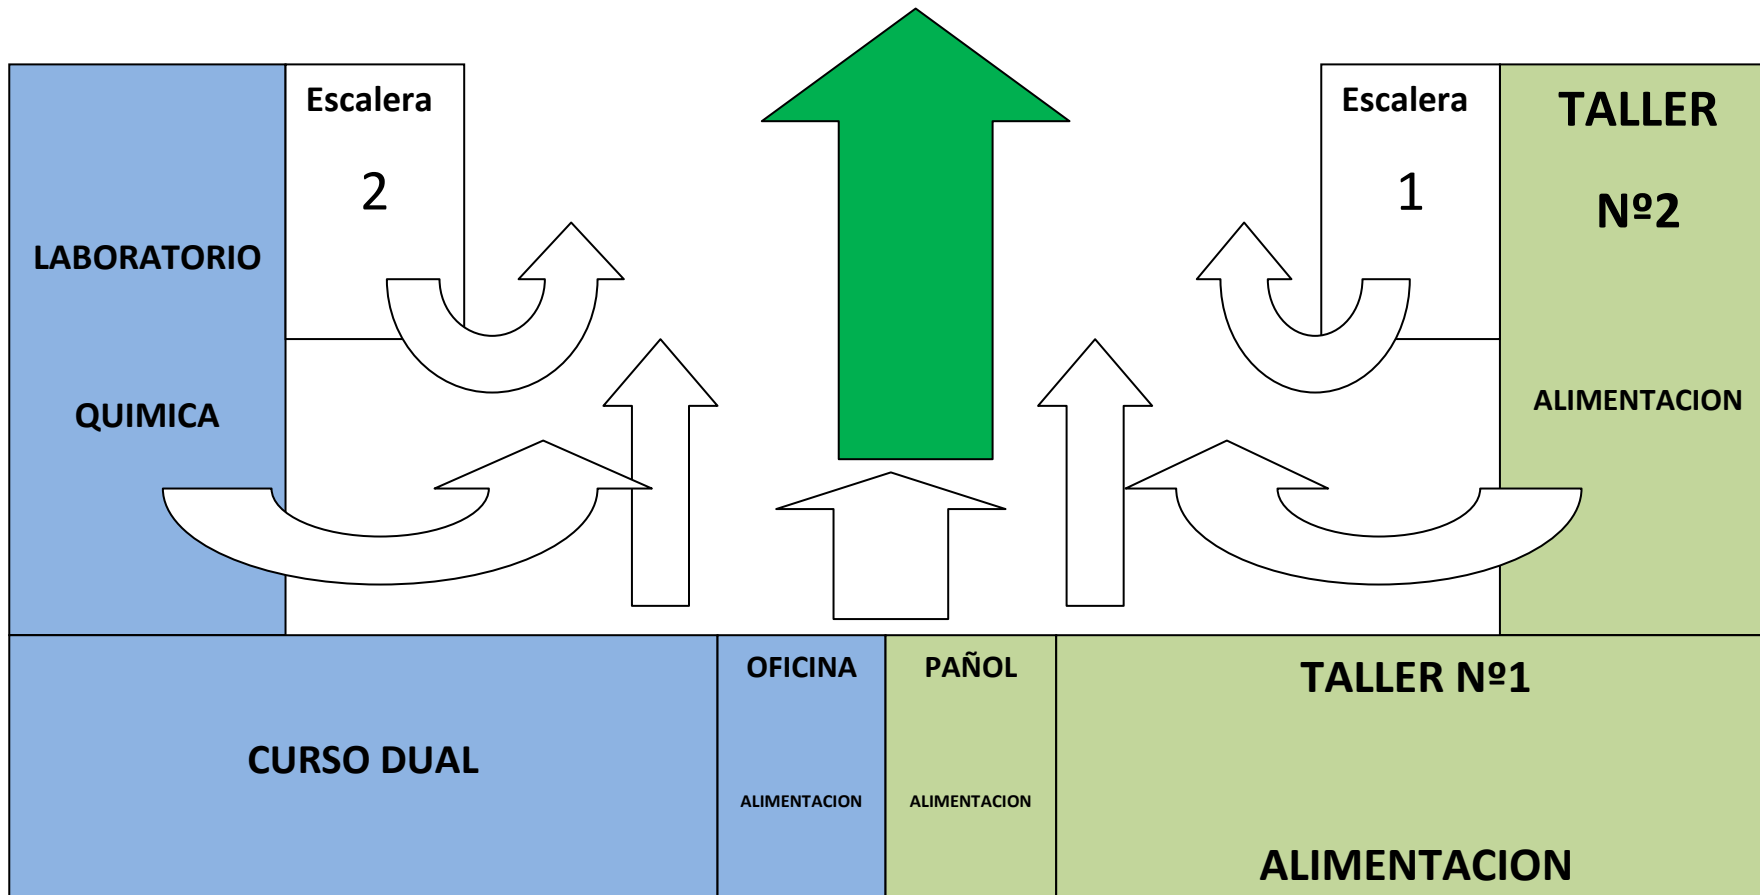 Escalera
2
LABORATORIO
QUIMICA
Escalera
1
TALLER
Nº2
ALIMENTACION
CURSO DUAL
OFICINA
ALIMENTACION
PAÑOL
ALIMENTACION
TALLER Nº1
ALIMENTACION